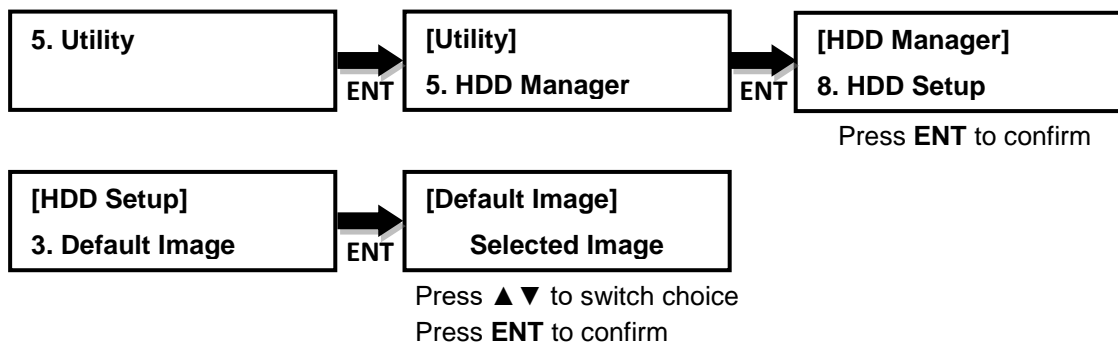 5. Utility
ENT
[Utility]
5. HDD Manager
ENT
[HDD Manager]
8. HDD Setup
Press ENT to confirm
[HDD Setup]
3. Default Image
ENT
[Default Image]
Selected Image
Press ▲▼ to switch choice
Press ENT to confirm